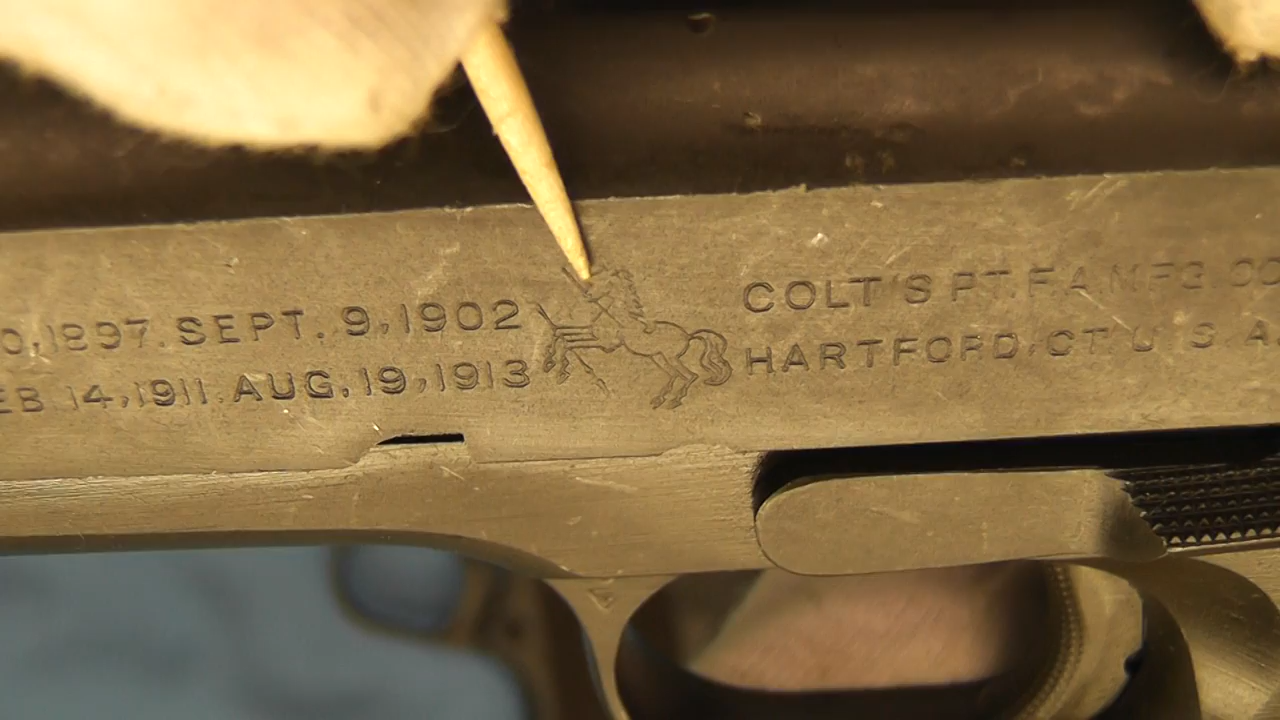 0,1897. SEPT. 9,1902
EB 14,1911. AUG.19,1913
COLT'S PT. F.A. MFG. CO
HARTFORD, CT. U.S.A.